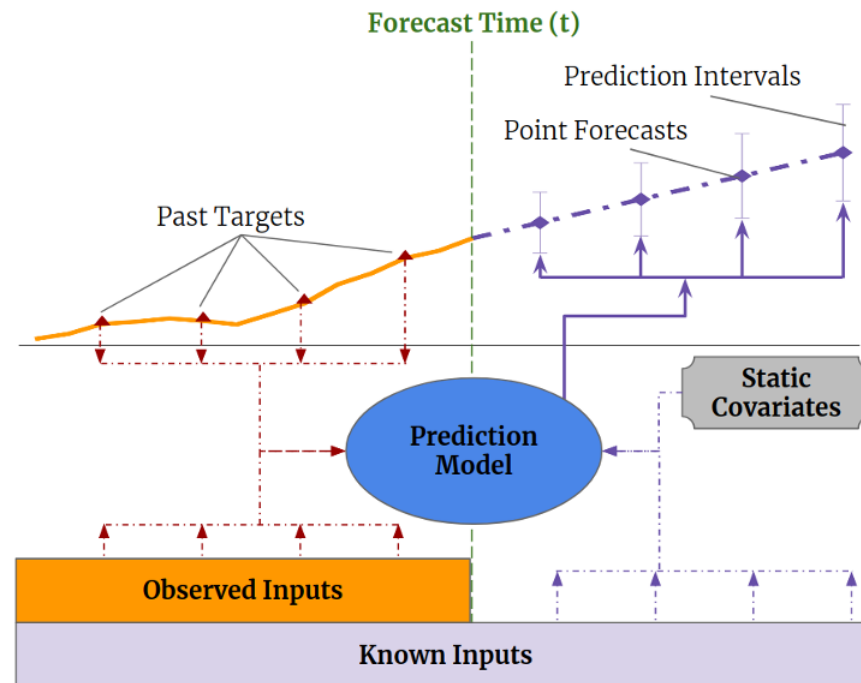 Forecast Time (t)
Prediction Intervals
Point Forecasts
Past Targets
Static
Covariates
Prediction
Model
Observed Inputs
Known Inputs